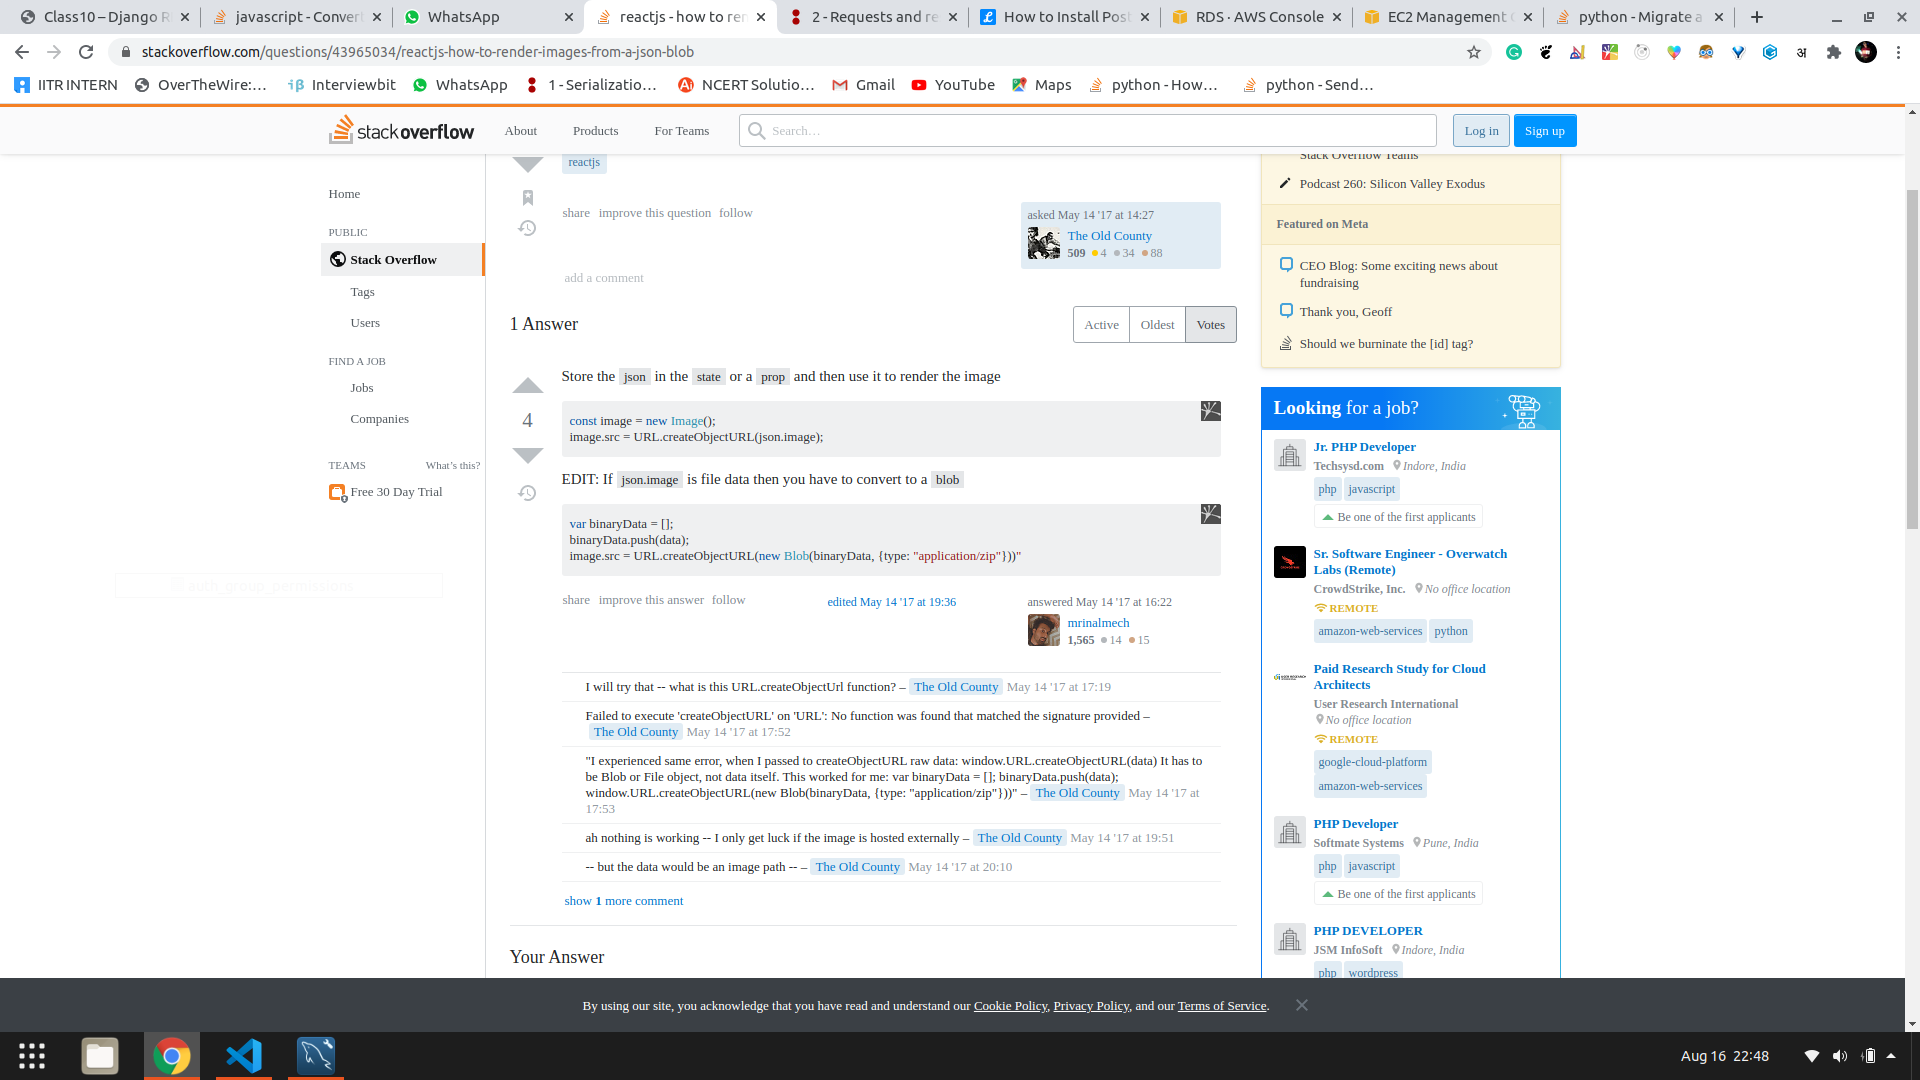 Class10 – Django R
javascript - Convert
WhatsApp
reactjs - how to ren
2 - Requests and re
How to Install Post
RDS · AWS Console
EC2 Management C
python - Migrate a
stackoverflow.com/questions/43965034/reactjs-how-to-render-images-from-a-json-blob
IITR INTERN
OverTheWire:...
Interviewbit
WhatsApp
1 - Serializatio...
NCERT Solutio...
Gmail
YouTube
Maps
python - How...
python - Send...
stack overflow
About
Products
For Teams
Search...
Log in
Sign up
Home
PUBLIC
Stack Overflow
Tags
Users
FIND A JOB
Jobs
Companies
TEAMS
What's this?
Free 30 Day Trial
auth_group_permissions
reactjs
share improve this question follow
asked May 14 '17 at 14:27
The Old County
509 4 34 88
add a comment
1 Answer
Active
Oldest
Votes
4
Store the json in the state or a prop and then use it to render the image
const image = new Image();
image.src = URL.createObjectURL(json.image);
EDIT: If json.image is file data then you have to convert to a blob
var binaryData = [];
binaryData.push(data);
image.src = URL.createObjectURL(new Blob(binaryData, {type: "application/zip"}))"
share improve this answer follow
edited May 14 '17 at 19:36
answered May 14 '17 at 16:22
mrinalmech
1,565 14 15
I will try that -- what is this URL.createObjectUrl function? – The Old County May 14 '17 at 17:19
Failed to execute 'createObjectURL' on 'URL': No function was found that matched the signature provided –
The Old County May 14 '17 at 17:52
"I experienced same error, when I passed to createObjectURL raw data: window.URL.createObjectURL(data) It has to
be Blob or File object, not data itself. This worked for me: var binaryData = []; binaryData.push(data);
window.URL.createObjectURL(new Blob(binaryData, {type: "application/zip"}))" – The Old County May 14 '17 at
17:53
ah nothing is working -- I only get luck if the image is hosted externally – The Old County May 14 '17 at 19:51
-- but the data would be an image path -- – The Old County May 14 '17 at 20:10
show 1 more comment
Your Answer
Stack Overflow Teams
Podcast 260: Silicon Valley Exodus
Featured on Meta
CEO Blog: Some exciting news about
fundraising
Thank you, Geoff
Should we burninate the [id] tag?
Looking for a job?
Jr. PHP Developer
Techsysd.com Indore, India
php javascript
Be one of the first applicants
Sr. Software Engineer - Overwatch
Labs (Remote)
CrowdStrike, Inc. No office location
REMOTE
amazon-web-services python
Paid Research Study for Cloud
Architects
User Research International
No office location
REMOTE
google-cloud-platform
amazon-web-services
PHP Developer
Softmate Systems Pune, India
php javascript
Be one of the first applicants
PHP DEVELOPER
JSM InfoSoft Indore, India
php wordpress
By using our site, you acknowledge that you have read and understand our Cookie Policy, Privacy Policy, and our Terms of Service.
Aug 16 22:48